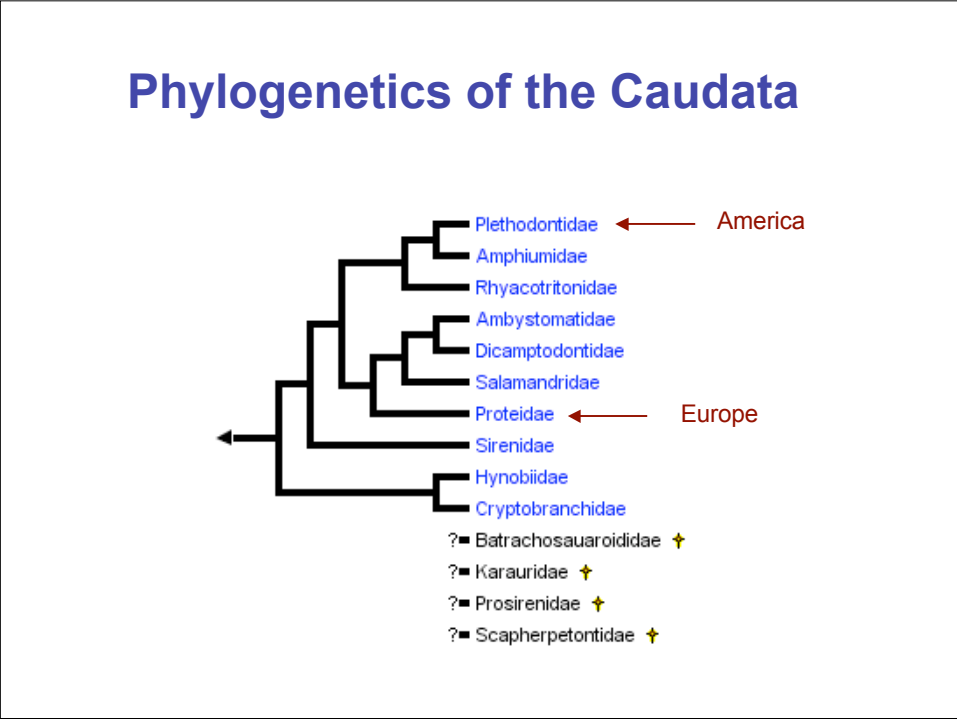 Phylogenetics of the Caudata
Plethodontidae
America
Amphiumidae
Rhyacotritonidae
Ambystomatidae
Dicamptodontidae
Salamandridae
Proteidae
Europe
Sirenidae
Hynobiidae
Cryptobranchidae
? Batrachosauaroididae
? Karauridae
? Prosirenidae
? Scapherpetontidae